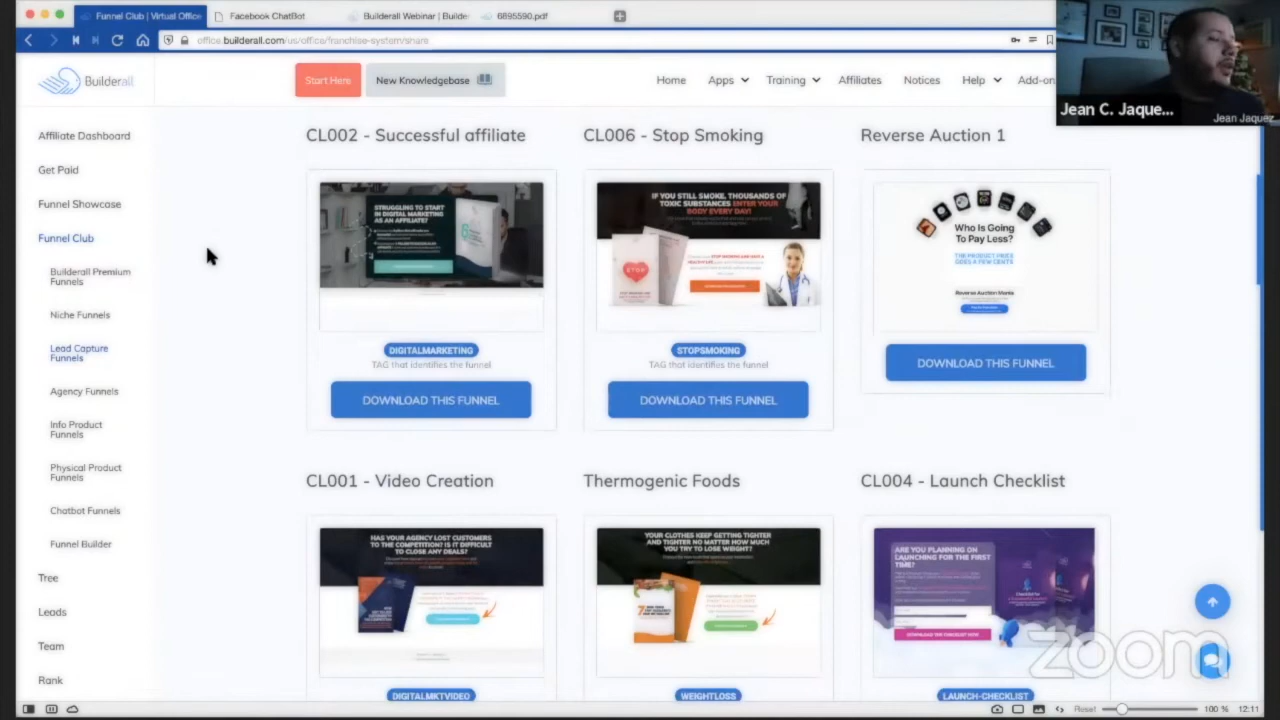 Funnel Club | Virtual Office
Facebook ChatBot
Builderall Webinar | Builde
6895590.pdf
office.builderall.com/us/office/franchise-system/share
Jean C. Jaque...
Jean Jaquez
Builderall
Start Here
New Knowledgebase
Home
Apps
Training
Affiliates
Notices
Help
Add-on
Affiliate Dashboard
Get Paid
Funnel Showcase
Funnel Club
Builderall Premium
Funnels
Niche Funnels
Lead Capture
Funnels
Agency Funnels
Info Product
Funnels
Physical Product
Funnels
Chatbot Funnels
Funnel Builder
Tree
Leads
Team
Rank
CL002 - Successful affiliate
STRUGGLING TO START
IN DIGITAL MARKETING
AS AN AFFILIATE?
DIGITALMARKETING
TAG that identifies the funnel
DOWNLOAD THIS FUNNEL
CL006 - Stop Smoking
IF YOU STILL SMOKE, THOUSANDS OF
TOXIC SUBSTANCES ENTER YOUR
BODY EVERY DAY!
STOP
STOPSMOKING
TAG that identifies the funnel
DOWNLOAD THIS FUNNEL
Reverse Auction 1
Who Is Going
To Pay Less?
THE PRODUCT PRICE
GOES A FEW CENTS
Reverse Auction Mania
DOWNLOAD THIS FUNNEL
CL001 - Video Creation
HAS YOUR AGENCY LOST CUSTOMERS
TO THE COMPETITION? IS IT DIFFICULT
TO CLOSE ANY DEALS?
DIGITALMKTVIDEO
Thermogenic Foods
YOUR CLOTHES KEEP GETTING TIGHTER
AND TIGHTER NO MATTER HOW MUCH
YOU TRY TO LOSE WEIGHT?
WEIGHTLOSS
CL004 - Launch Checklist
ARE YOU PLANNING ON
LAUNCHING FOR THE FIRST
TIME?
DOWNLOAD THE CHECKLIST NOW
LAUNCH-CHECKLIST
zoom
Reset
100 %
12:11